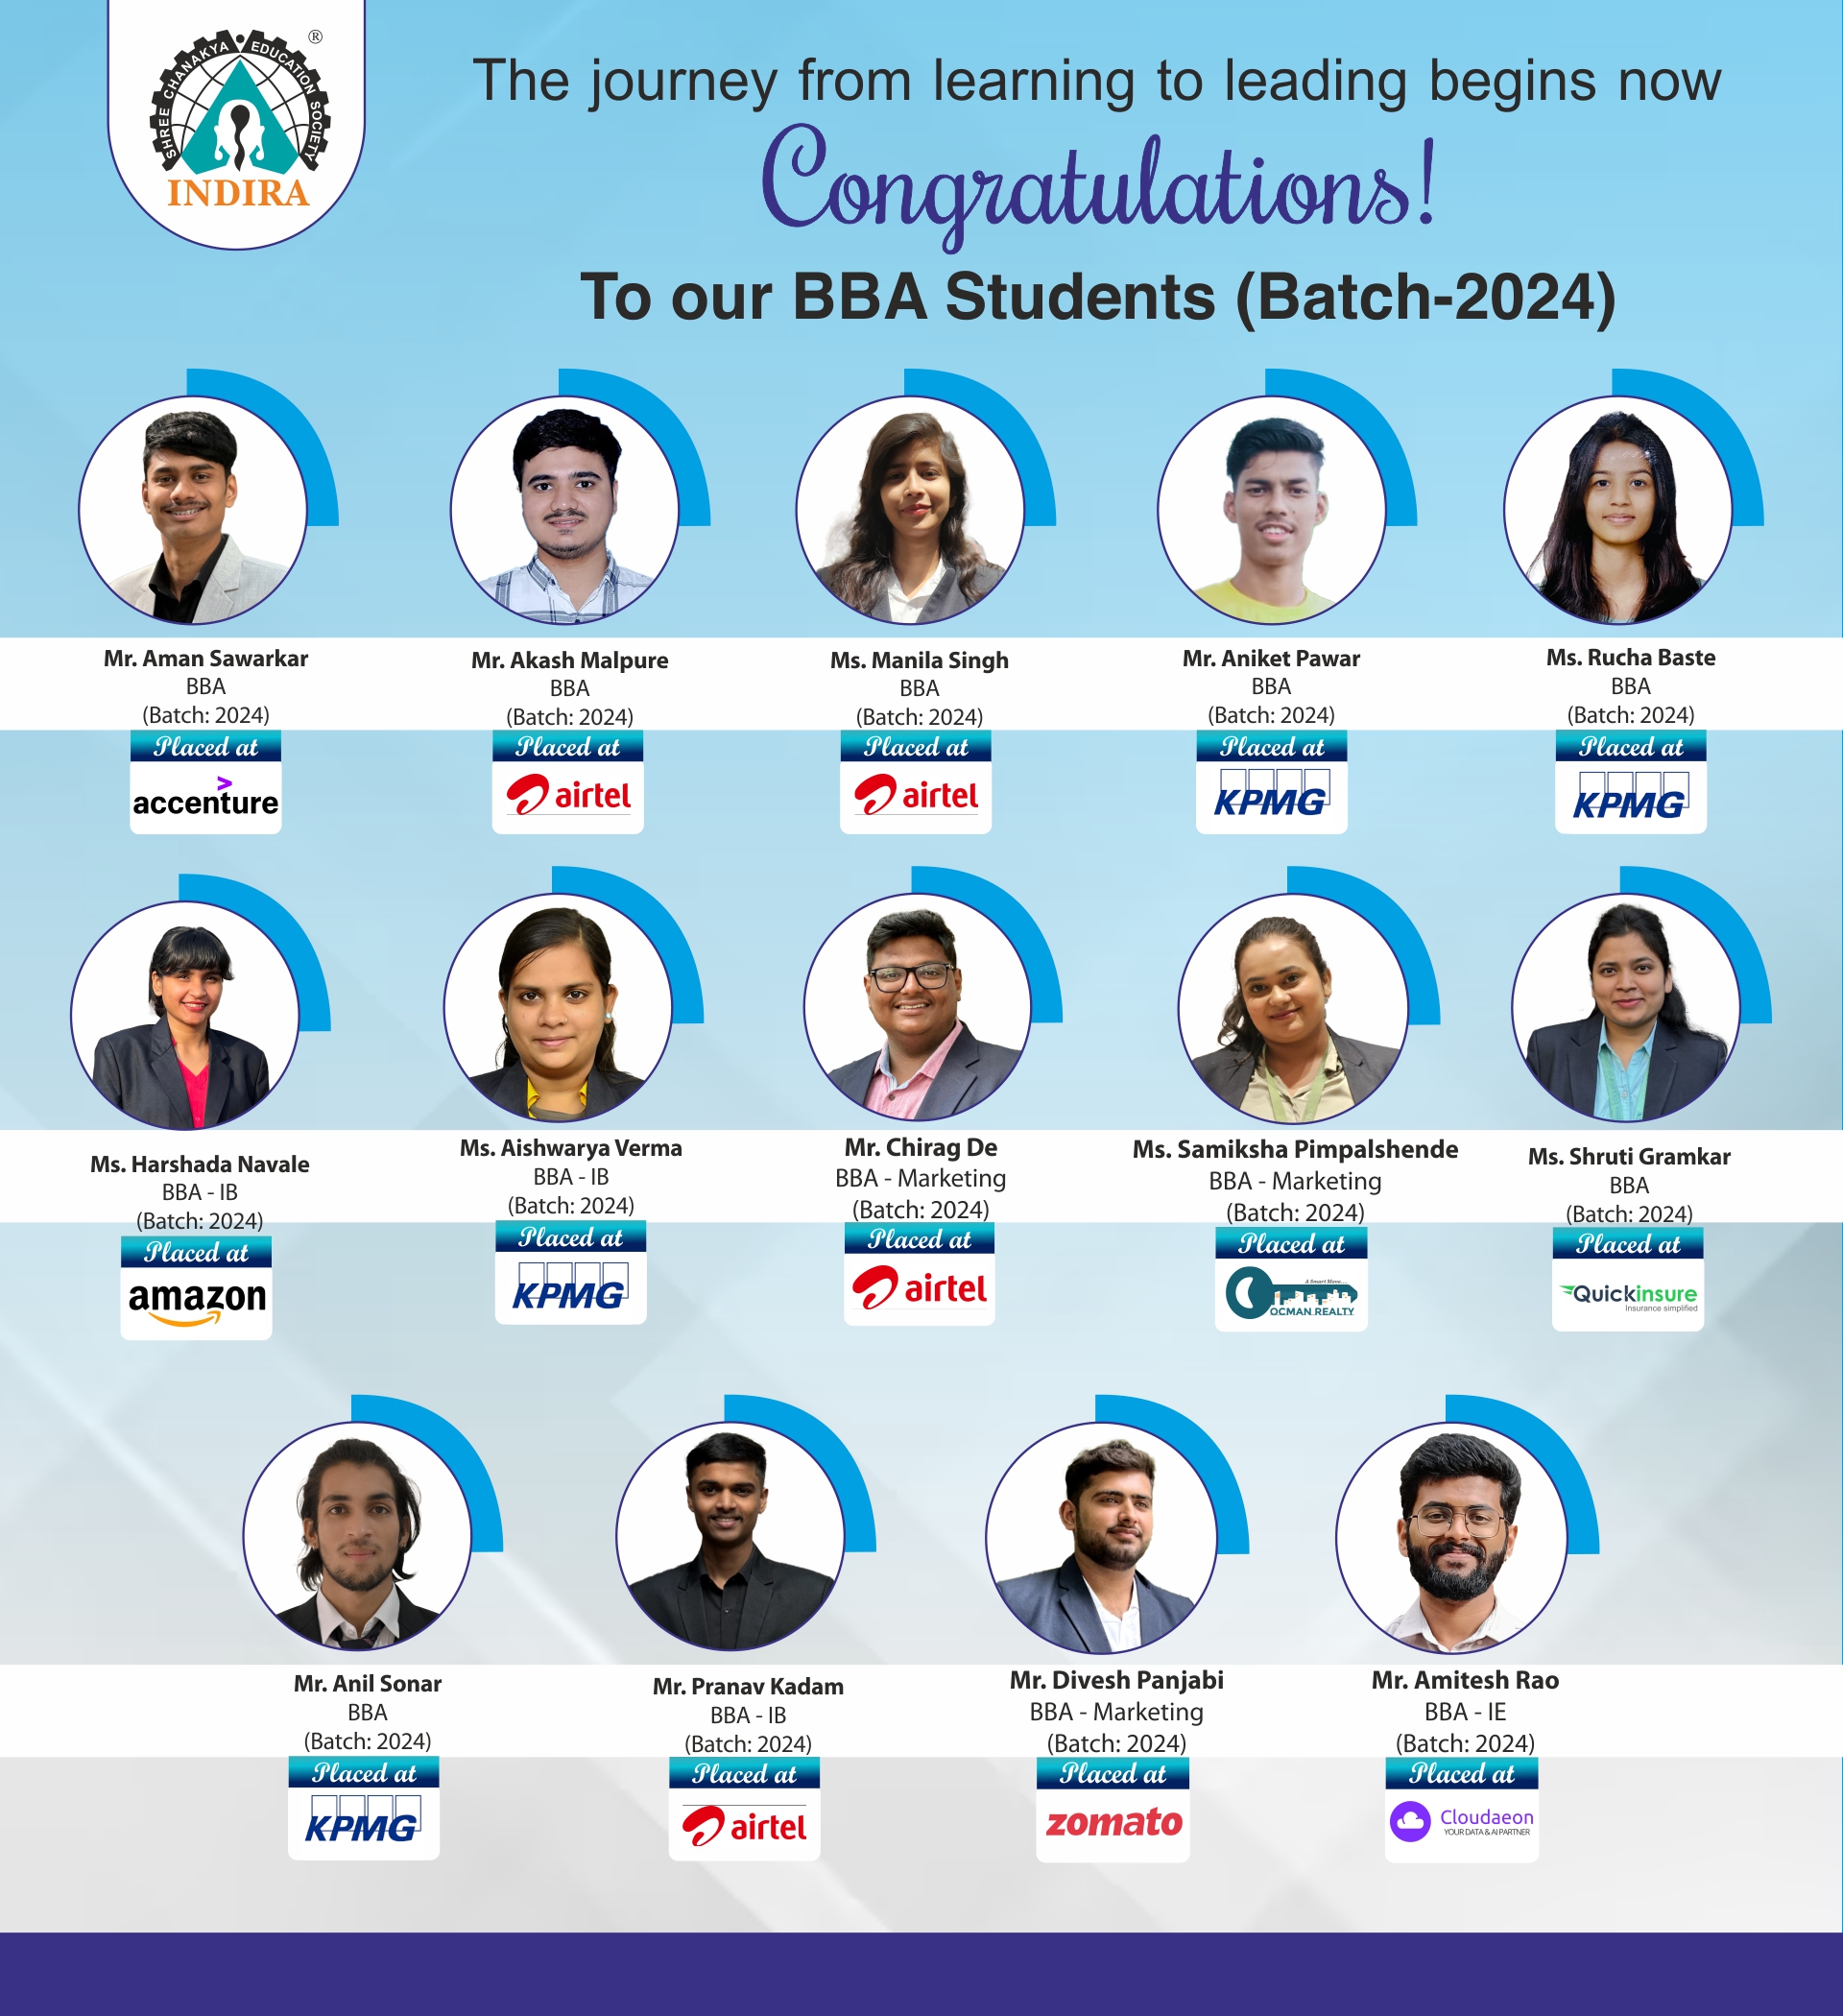 SHREE CHANAKYA EDUCATION SOCIETY
®
INDIRA
The journey from learning to leading begins now
Congratulations!
To our BBA Students (Batch-2024)
Mr. Aman Sawarkar
BBA
(Batch: 2024)
Placed at
accenture
Mr. Akash Malpure
BBA
(Batch: 2024)
Placed at
airtel
Ms. Manila Singh
BBA
(Batch: 2024)
Placed at
airtel
Mr. Aniket Pawar
BBA
(Batch: 2024)
Placed at
KPMG
Ms. Rucha Baste
BBA
(Batch: 2024)
Placed at
KPMG
Ms. Harshada Navale
BBA - IB
(Batch: 2024)
Placed at
amazon
Ms. Aishwarya Verma
BBA - IB
(Batch: 2024)
Placed at
KPMG
Mr. Chirag De
BBA - Marketing
(Batch: 2024)
Placed at
airtel
Ms. Samiksha Pimpalshende
BBA - Marketing
(Batch: 2024)
Placed at
A Smart Move...
OCMAN REALTY
Ms. Shruti Gramkar
BBA
(Batch: 2024)
Placed at
Quickinsure
Insurance simplified
Mr. Anil Sonar
BBA
(Batch: 2024)
Placed at
KPMG
Mr. Pranav Kadam
BBA - IB
(Batch: 2024)
Placed at
airtel
Mr. Divesh Panjabi
BBA - Marketing
(Batch: 2024)
Placed at
zomato
Mr. Amitesh Rao
BBA - IE
(Batch: 2024)
Placed at
Cloudaeon
YOUR DATA & AI PARTNER